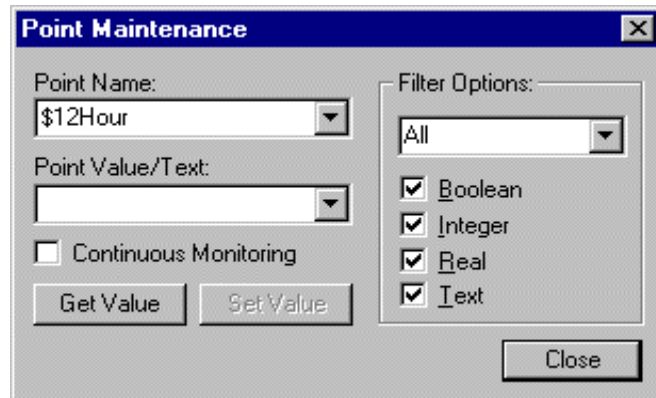 Point Maintenance
Point Name:
$12Hour
Point Value/Text:
Continuous Monitoring
Get Value
Set Value
Filter Options:
All
Boolean
Integer
Real
Text
Close